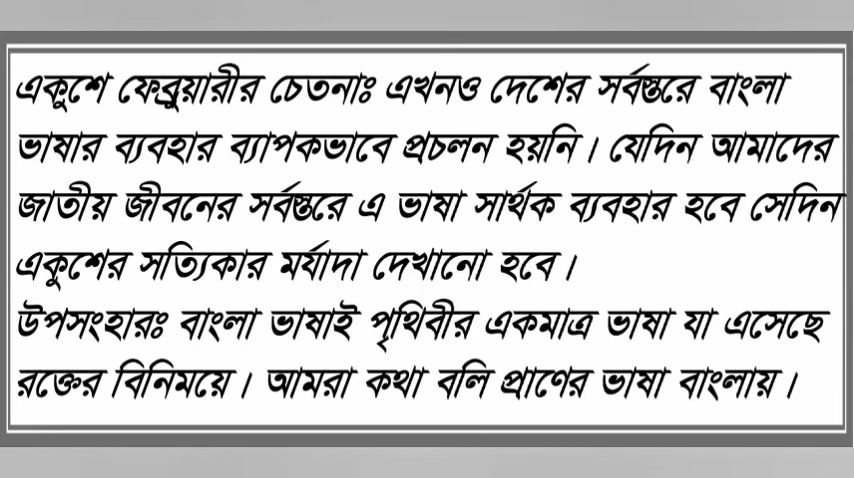 একুশে ফেব্রুয়ারীর চেতনাঃ এখনও দেশের সর্বস্তরে বাংলা
ভাষার ব্যবহার ব্যাপকভাবে প্রচলন হয়নি। যেদিন আমাদের
জাতীয় জীবনের সর্বস্তরে এ ভাষা সার্থক ব্যবহার হবে সেদিন
একুশের সত্যিকার মর্যাদা দেখানো হবে।
উপসংহারঃ বাংলা ভাষাই পৃথিবীর একমাত্র ভাষা যা এসেছে
রক্তের বিনিময়ে। আমরা কথা বলি প্রাণের ভাষা বাংলায়।